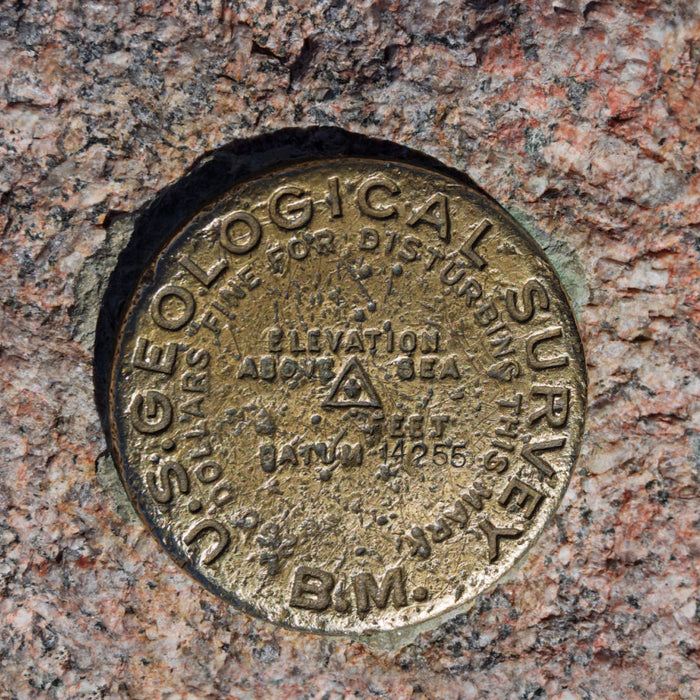 U.S. GEOLOGICAL SURVEY
DOLLARS FINE FOR DISTURBING THIS MARK
ELEVATION
ABOVE SEA
FEET
DATUM 14255
B.M.